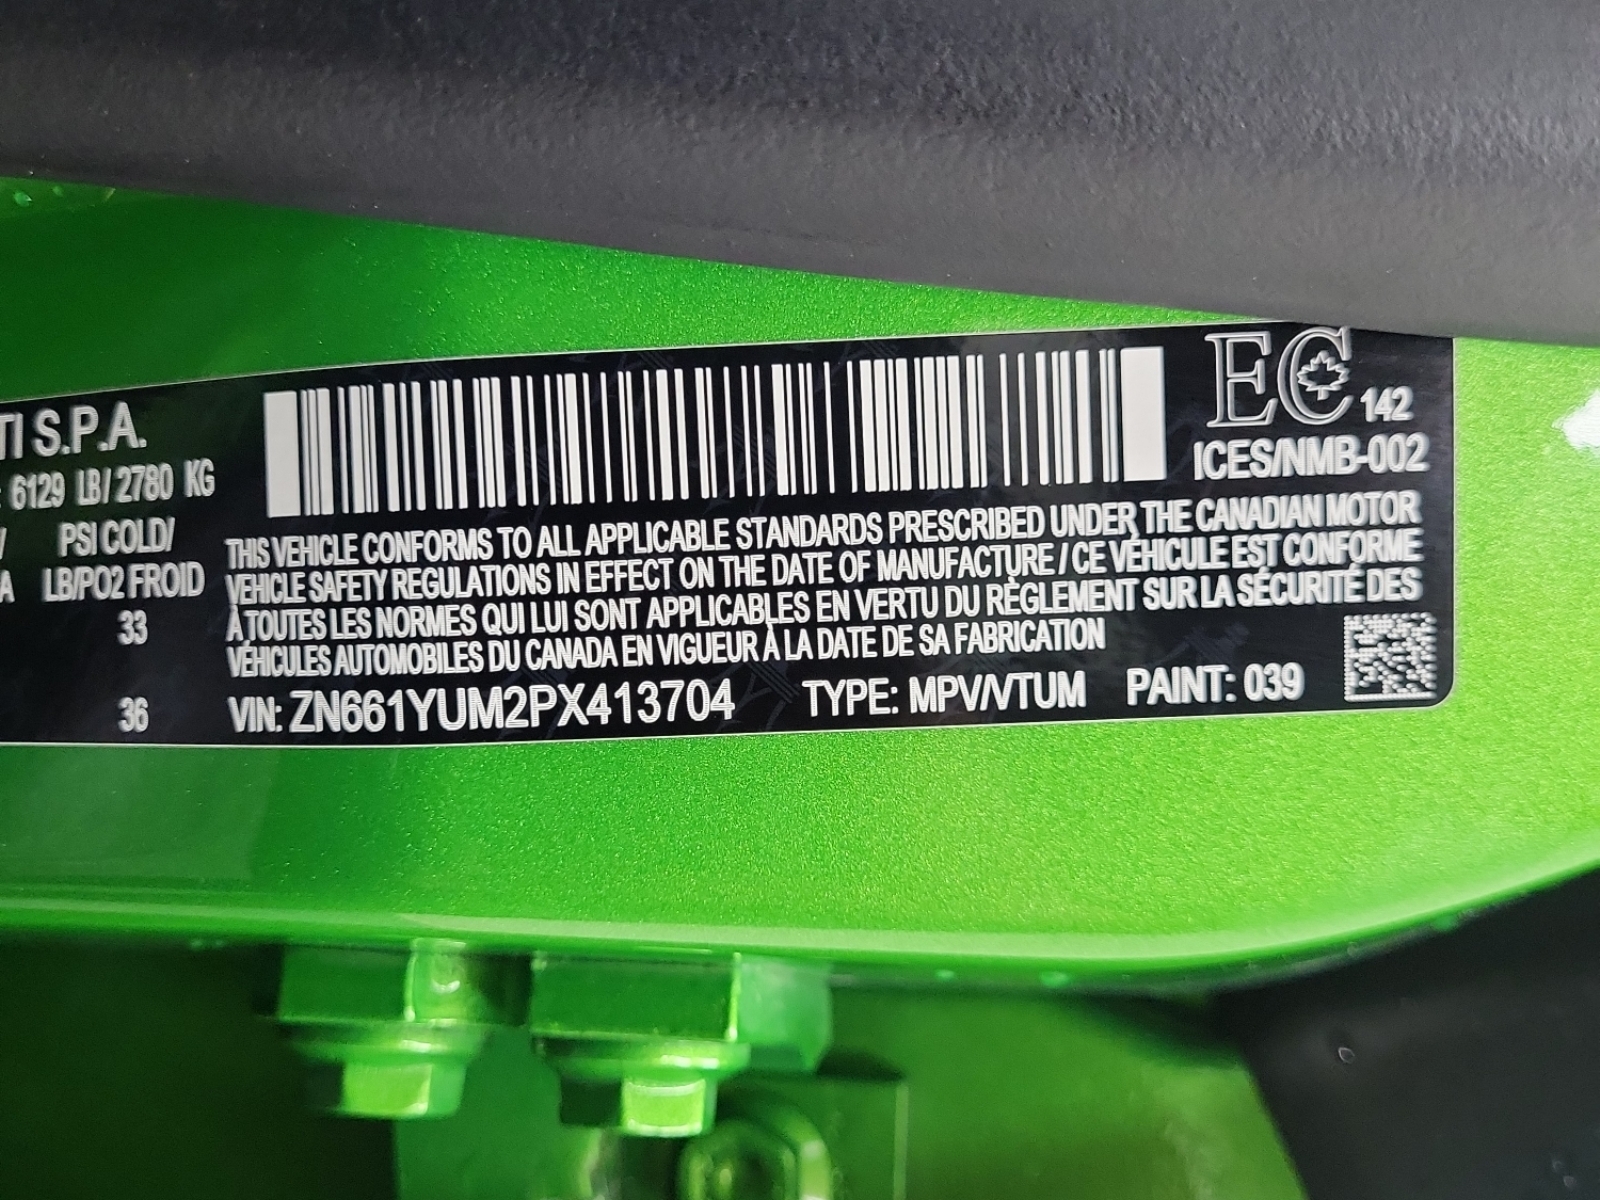 TI S.P.A.
: 6129 LB/ 2780 KG
/ PSI COLD/
A LB/PO2 FROID
33
36
EC 142
ICES/NMB-002
THIS VEHICLE CONFORMS TO ALL APPLICABLE STANDARDS PRESCRIBED UNDER THE CANADIAN MOTOR
VEHICLE SAFETY REGULATIONS IN EFFECT ON THE DATE OF MANUFACTURE / CE VÉHICULE EST CONFORME
À TOUTES LES NORMES QUI LUI SONT APPLICABLES EN VERTU DU RÈGLEMENT SUR LA SÉCURITÉ DES
VÉHICULES AUTOMOBILES DU CANADA EN VIGUEUR À LA DATE DE SA FABRICATION
VIN: ZN661YUM2PX413704 TYPE: MPV/VTUM PAINT: 039